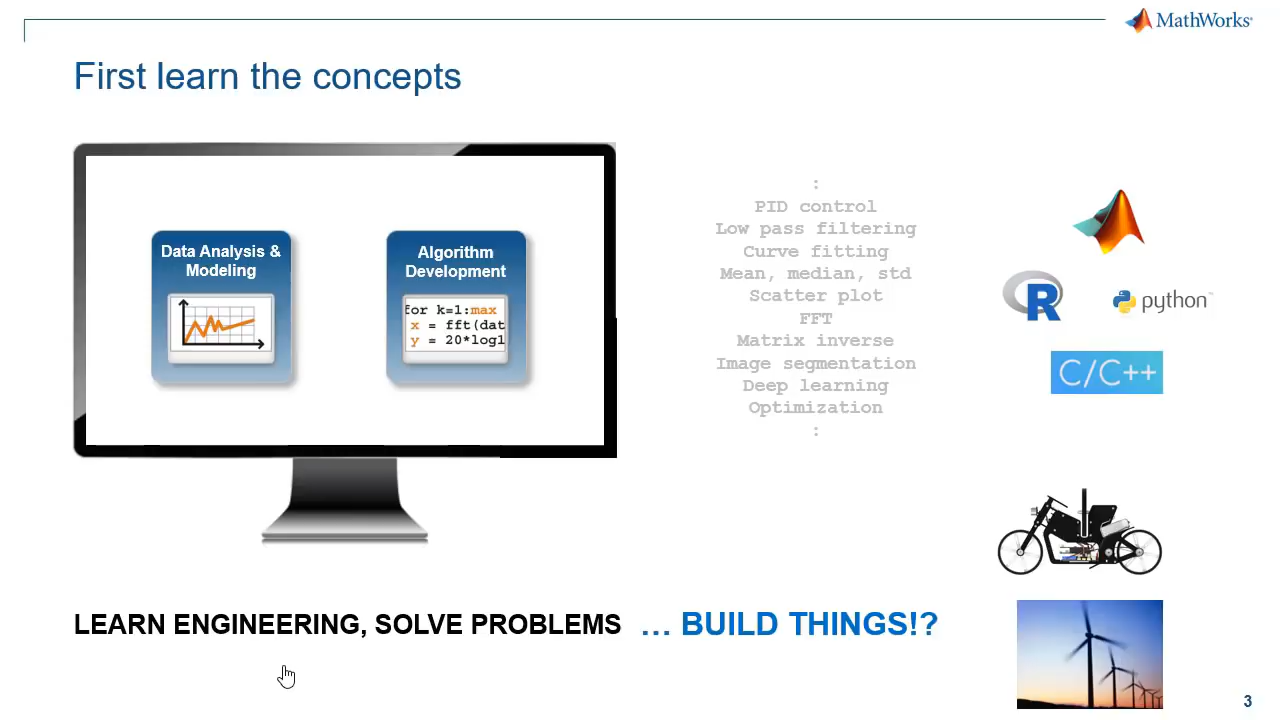 MathWorks®
First learn the concepts
Data Analysis &
Modeling
for k=1:max
x = fft(dat
y = 20*log1
Algorithm
Development
:
PID control
Low pass filtering
Curve fitting
Mean, median, std
Scatter plot
FFT
Matrix inverse
Image segmentation
Deep learning
Optimization
:
R
python™
C/C++
LEARN ENGINEERING, SOLVE PROBLEMS … BUILD THINGS!?
3